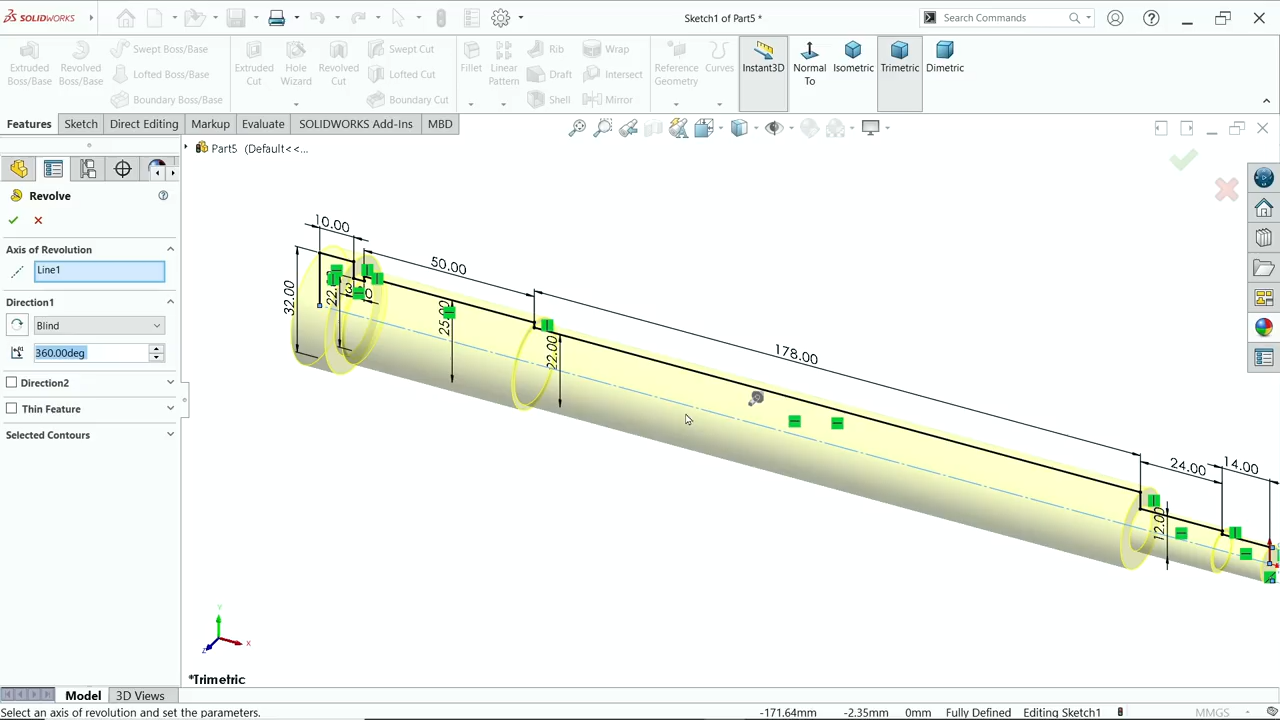 SOLIDWORKS
Sketch1 of Part5 *
Search Commands
Extruded Boss/Base
Revolved Boss/Base
Swept Boss/Base
Lofted Boss/Base
Boundary Boss/Base
Extruded Cut
Hole Wizard
Revolved Cut
Swept Cut
Lofted Cut
Boundary Cut
Fillet
Linear Pattern
Rib
Draft
Shell
Wrap
Intersect
Mirror
Reference Geometry
Curves
Instant3D
Normal To
Isometric
Trimetric
Dimetric
Features
Sketch
Direct Editing
Markup
Evaluate
SOLIDWORKS Add-Ins
MBD
Part5 (Default<<...
Revolve
Axis of Revolution
Line1
Direction1
Blind
360.00deg
Direction2
Thin Feature
Selected Contours
10.00
50.00
32.00
25.00
22.00
178.00
24.00
14.00
12.00
Y
X
Z
*Trimetric
Model
3D Views
Select an axis of revolution and set the parameters.
-171.64mm
-2.35mm
0mm
Fully Defined
Editing Sketch1
MMGS